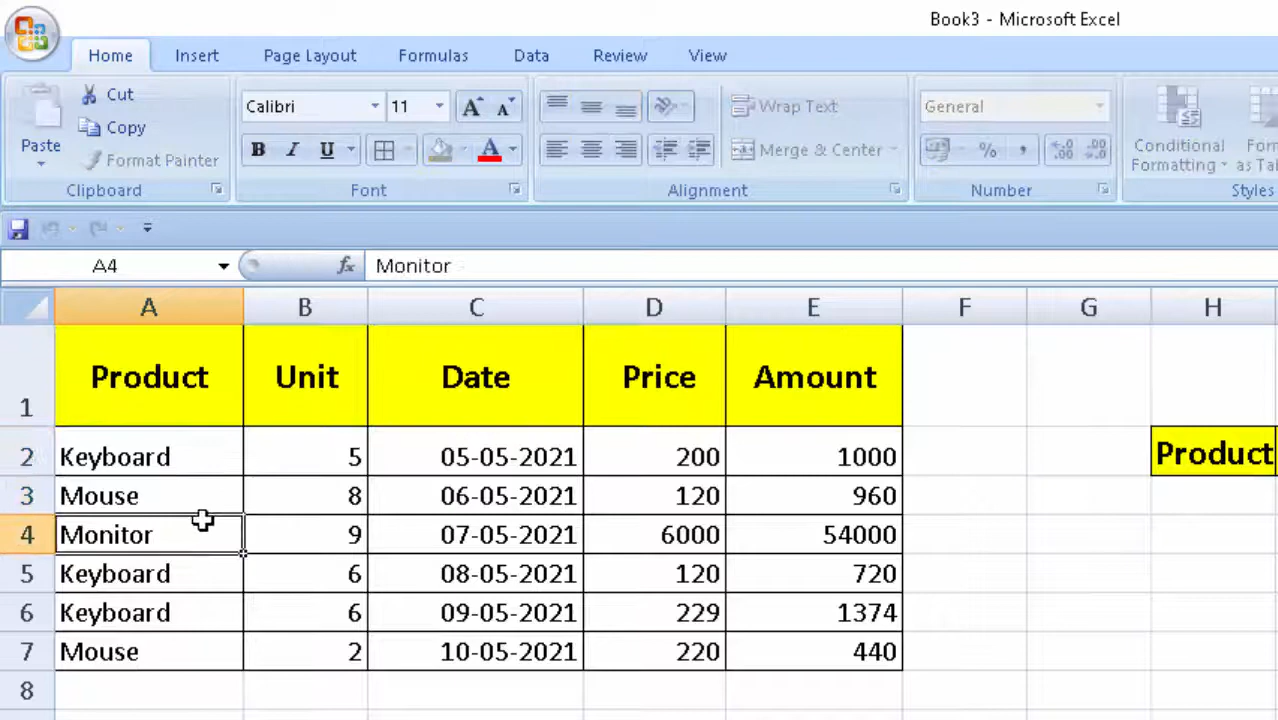 Book3 - Microsoft Excel
Home Insert Page Layout Formulas Data Review View
Paste Cut Copy Format Painter Clipboard
Calibri 11 A A B I U A Font
Wrap Text Merge & Center Alignment
General % , .00 .00 Number
Conditional Formatting Styles
A4 fx Monitor
A B C D E F G H
1 Product Unit Date Price Amount
2 Keyboard 5 05-05-2021 200 1000 Product
3 Mouse 8 06-05-2021 120 960
4 Monitor 9 07-05-2021 6000 54000
5 Keyboard 6 08-05-2021 120 720
6 Keyboard 6 09-05-2021 229 1374
7 Mouse 2 10-05-2021 220 440
8